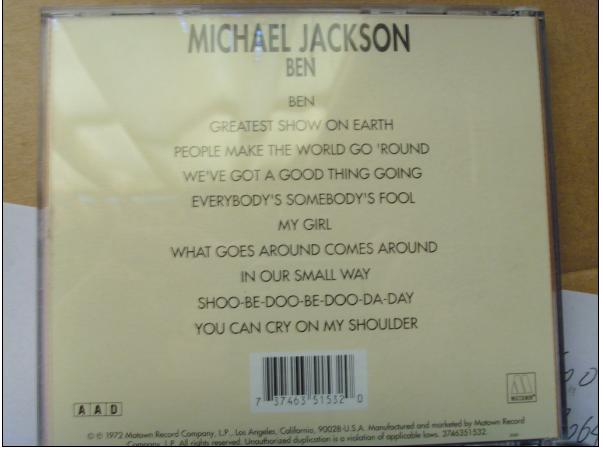 MICHAEL JACKSON
BEN
BEN
GREATEST SHOW ON EARTH
PEOPLE MAKE THE WORLD GO 'ROUND
WE'VE GOT A GOOD THING GOING
EVERYBODY'S SOMEBODY'S FOOL
MY GIRL
WHAT GOES AROUND COMES AROUND
IN OUR SMALL WAY
SHOO-BE-DOO-BE-DOO-DA-DAY
YOU CAN CRY ON MY SHOULDER
7 37463 51532 0
A A D
MOTOWN
℗ © 1972 Motown Record Company, L.P., Los Angeles, California, 90028-U.S.A. Manufactured and marketed by Motown Record
Company, L.P. All rights reserved. Unauthorized duplication is a violation of applicable laws. 3746351532.